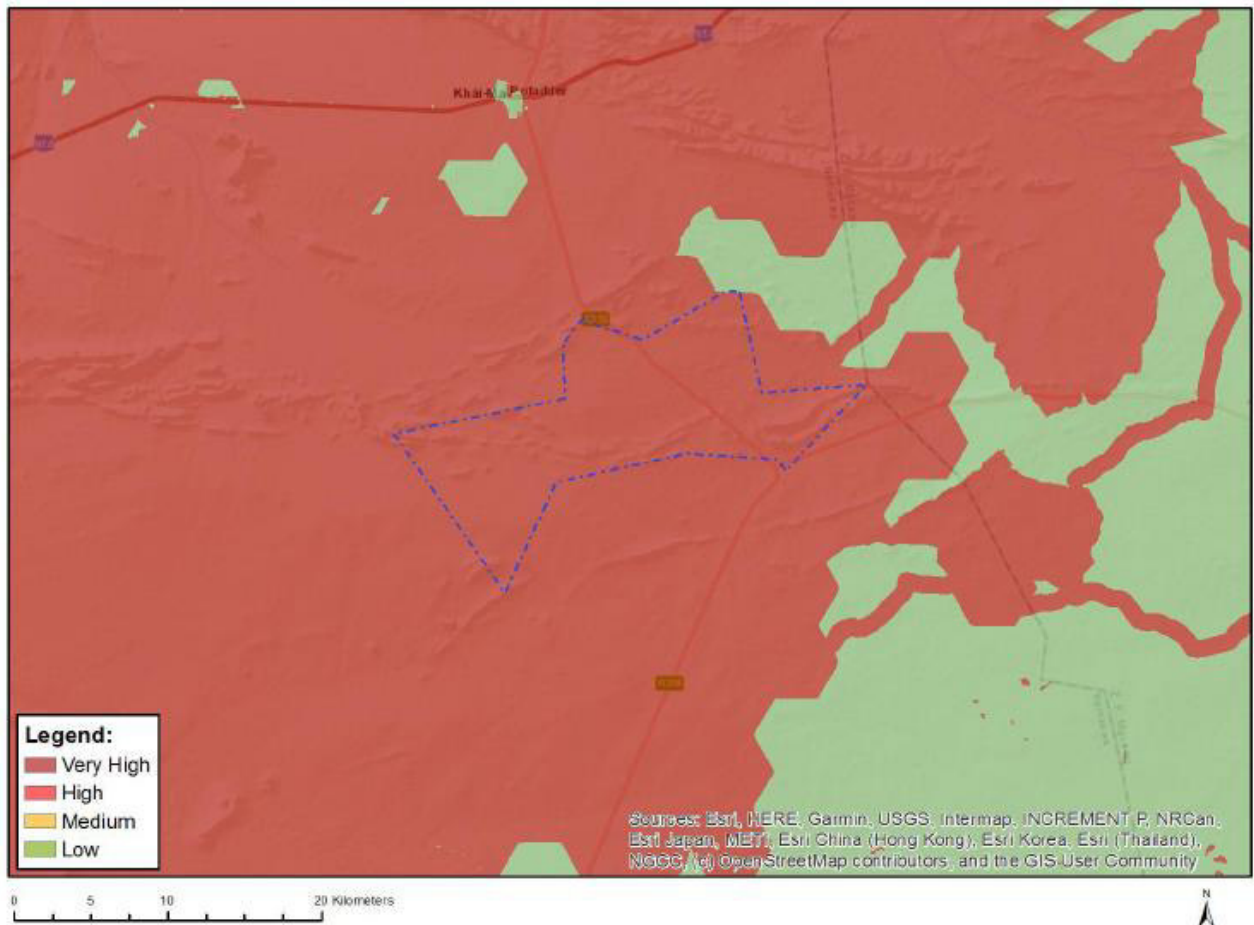 Legend:
Very High
High
Medium
Low
Sources: Esri, HERE, Garmin, USGS, Intermap, INCREMENT P, NRCan,
Esri Japan, METI, Esri China (Hong Kong), Esri Korea, Esri (Thailand),
NGCC, (c) OpenStreetMap contributors, and the GIS User Community
0 5 10 20 Kilometers
N